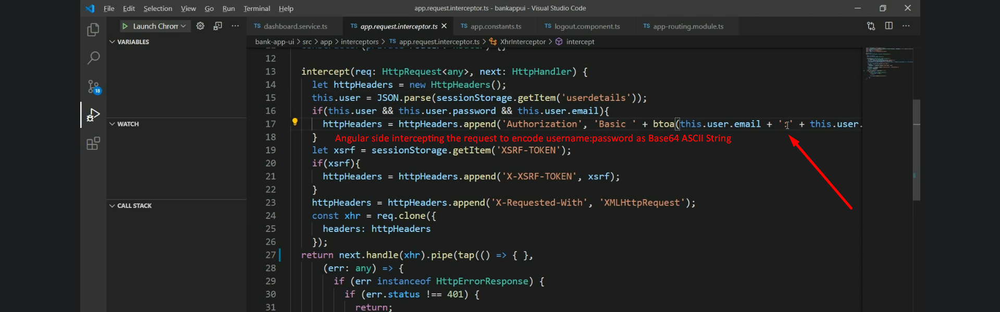 File Edit Selection View Go Run Terminal Help
app.request.interceptor.ts - bankappui - Visual Studio Code
Launch Chrom
TS dashboard.service.ts
TS app.request.interceptor.ts
TS app.constants.ts
TS logout.component.ts
TS app-routing.module.ts
VARIABLES
bank-app-ui > src > app > interceptors > TS app.request.interceptor.ts > XhrInterceptor > intercept
12
13 intercept(req: HttpRequest<any>, next: HttpHandler) {
14 let httpHeaders = new HttpHeaders();
15 this.user = JSON.parse(sessionStorage.getItem('userdetails'));
16 if(this.user && this.user.password && this.user.email){
17 httpHeaders = httpHeaders.append('Authorization', 'Basic ' + btoa(this.user.email + ':' + this.user.
18 }
Angular side intercepting the request to encode username:password as Base64 ASCII String
19 let xsrf = sessionStorage.getItem('XSRF-TOKEN');
20 if(xsrf){
21 httpHeaders = httpHeaders.append('X-XSRF-TOKEN', xsrf);
22 }
23 httpHeaders = httpHeaders.append('X-Requested-With', 'XMLHttpRequest');
24 const xhr = req.clone({
25 headers: httpHeaders
26 });
27 return next.handle(xhr).pipe(tap(() => { },
28 (err: any) => {
29 if (err instanceof HttpErrorResponse) {
30 if (err.status !== 401) {
31 return;
18
WATCH
CALL STACK